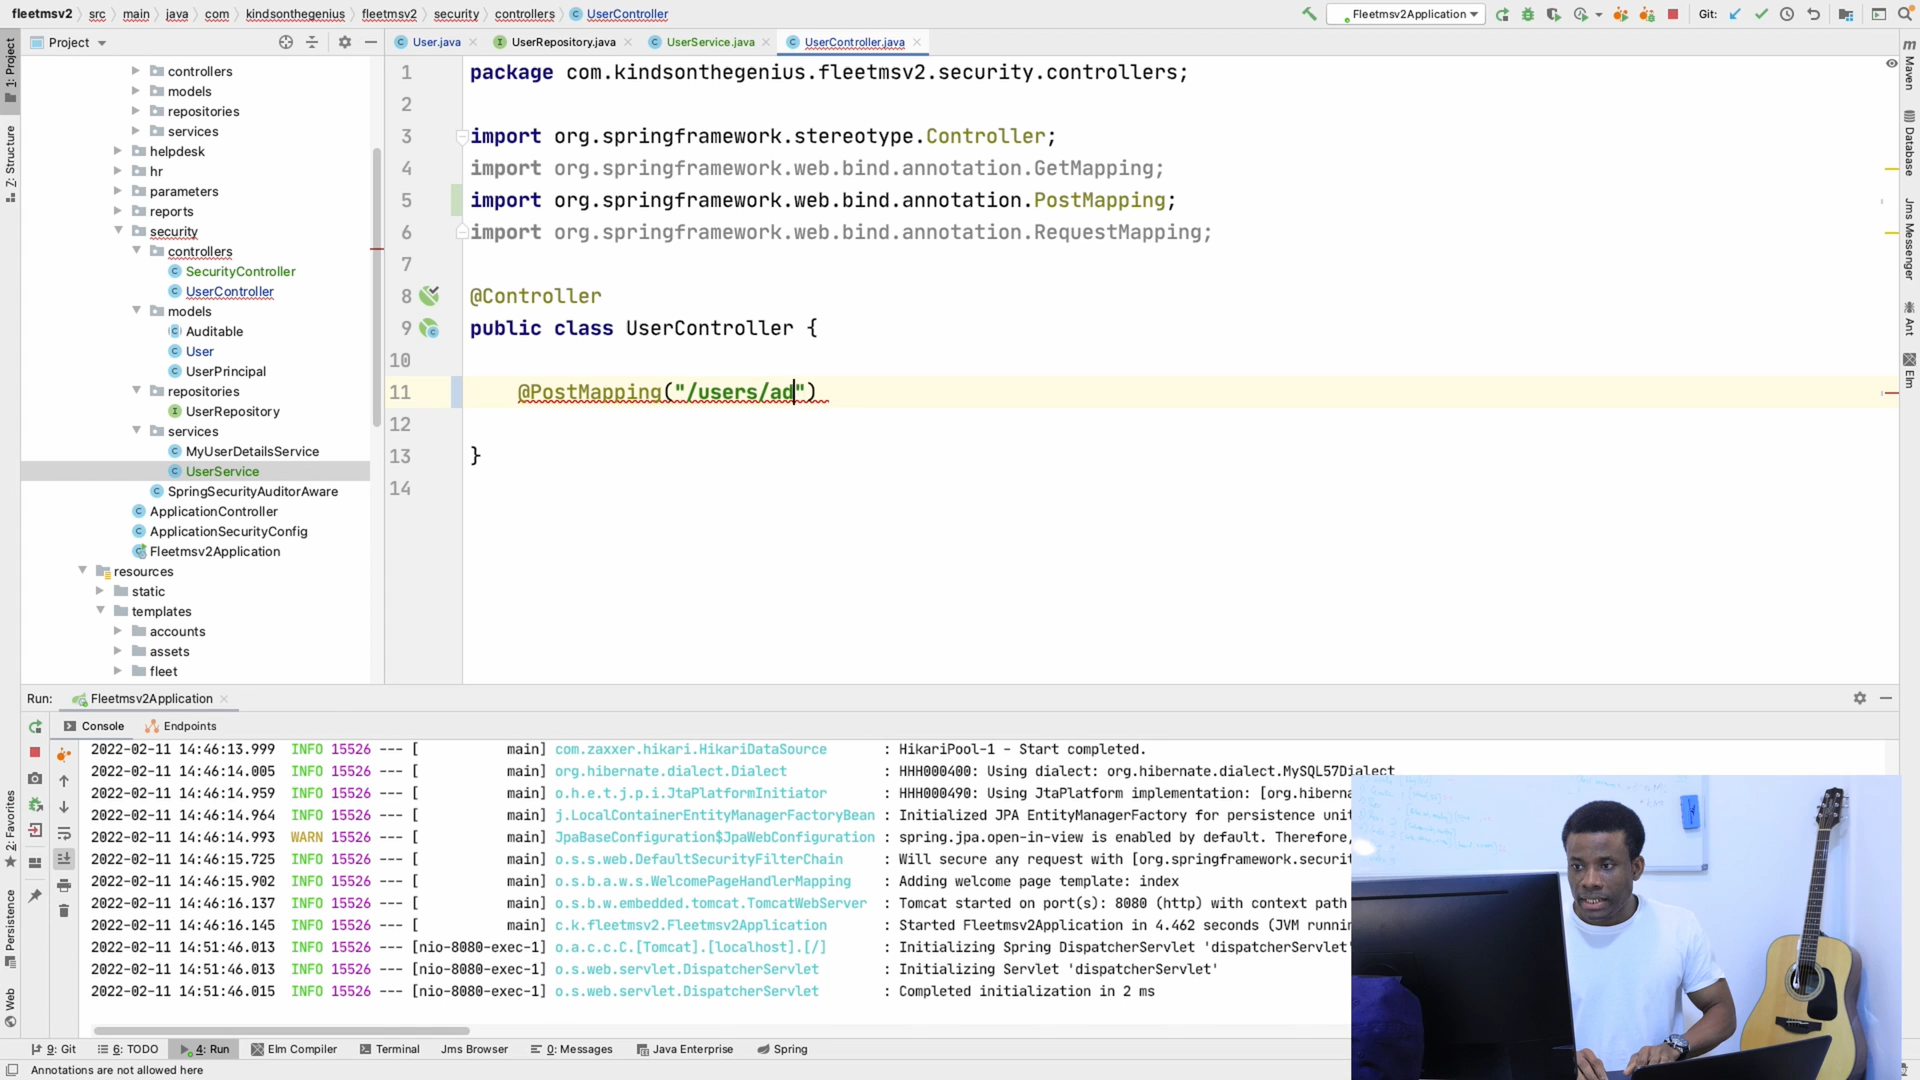 fleetmsv2 src main java com kindsonthegenius fleetmsv2 security controllers UserController
Fleetmsv2Application
Git:
Project
User.java UserRepository.java UserService.java UserController.java
1: Project
Z: Structure
2: Favorites
Persistence
Web
controllers
models
repositories
services
helpdesk
hr
parameters
reports
security
controllers
SecurityController
UserController
models
Auditable
User
UserPrincipal
repositories
UserRepository
services
MyUserDetailsService
UserService
SpringSecurityAuditorAware
ApplicationController
ApplicationSecurityConfig
Fleetmsv2Application
resources
static
templates
accounts
assets
fleet
1 package com.kindsonthegenius.fleetmsv2.security.controllers;
2
3 import org.springframework.stereotype.Controller;
4 import org.springframework.web.bind.annotation.GetMapping;
5 import org.springframework.web.bind.annotation.PostMapping;
6 import org.springframework.web.bind.annotation.RequestMapping;
7
8 @Controller
9 public class UserController {
10
11 @PostMapping("/users/ad")
12
13 }
14
Maven
Database
Jms Messenger
Ant
Elm
Run: Fleetmsv2Application
Console Endpoints
2022-02-11 14:46:13.999 INFO 15526 --- [ main] com.zaxxer.hikari.HikariDataSource : HikariPool-1 - Start completed.
2022-02-11 14:46:14.005 INFO 15526 --- [ main] org.hibernate.dialect.Dialect : HHH000400: Using dialect: org.hibernate.dialect.MySQL57Dialect
2022-02-11 14:46:14.959 INFO 15526 --- [ main] o.h.e.t.j.p.i.JtaPlatformInitiator : HHH000490: Using JtaPlatform implementation: [org.hiberna
2022-02-11 14:46:14.964 INFO 15526 --- [ main] j.LocalContainerEntityManagerFactoryBean : Initialized JPA EntityManagerFactory for persistence unit
2022-02-11 14:46:14.993 WARN 15526 --- [ main] JpaBaseConfiguration$JpaWebConfiguration : spring.jpa.open-in-view is enabled by default. Therefore,
2022-02-11 14:46:15.725 INFO 15526 --- [ main] o.s.s.web.DefaultSecurityFilterChain : Will secure any request with [org.springframework.securit
2022-02-11 14:46:15.902 INFO 15526 --- [ main] o.s.b.a.w.s.WelcomePageHandlerMapping : Adding welcome page template: index
2022-02-11 14:46:16.137 INFO 15526 --- [ main] o.s.b.w.embedded.tomcat.TomcatWebServer : Tomcat started on port(s): 8080 (http) with context path
2022-02-11 14:46:16.145 INFO 15526 --- [ main] c.k.fleetmsv2.Fleetmsv2Application : Started Fleetmsv2Application in 4.462 seconds (JVM runnin
2022-02-11 14:51:46.013 INFO 15526 --- [nio-8080-exec-1] o.a.c.c.C.[Tomcat].[localhost].[/] : Initializing Spring DispatcherServlet 'dispatcherServlet'
2022-02-11 14:51:46.013 INFO 15526 --- [nio-8080-exec-1] o.s.web.servlet.DispatcherServlet : Initializing Servlet 'dispatcherServlet'
2022-02-11 14:51:46.015 INFO 15526 --- [nio-8080-exec-1] o.s.web.servlet.DispatcherServlet : Completed initialization in 2 ms
9: Git 6: TODO 4: Run Elm Compiler Terminal Jms Browser 0: Messages Java Enterprise Spring
Annotations are not allowed here